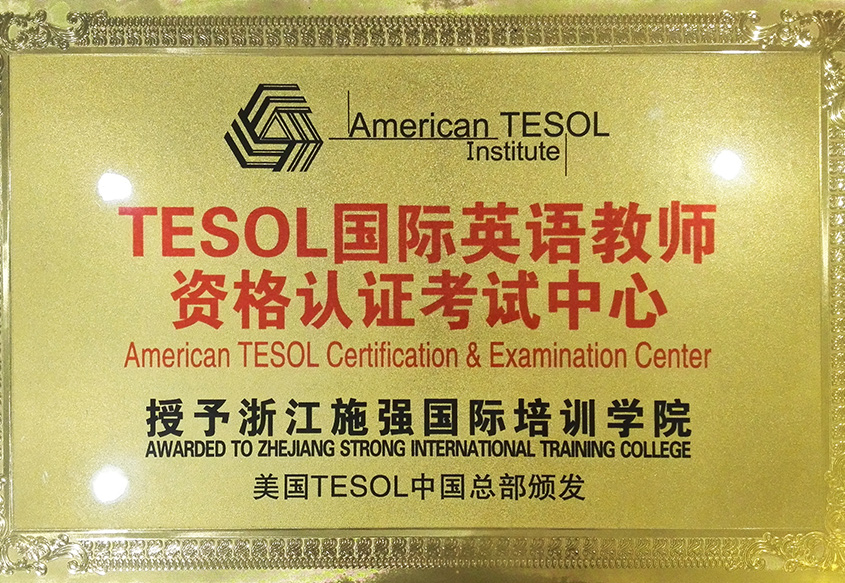 American TESOL
Institute
TESOL国际英语教师
资格认证考试中心
American TESOL Certification & Examination Center
授予浙江施强国际培训学院
AWARDED TO ZHEJIANG STRONG INTERNATIONAL TRAINING COLLEGE
美国TESOL中国总部颁发